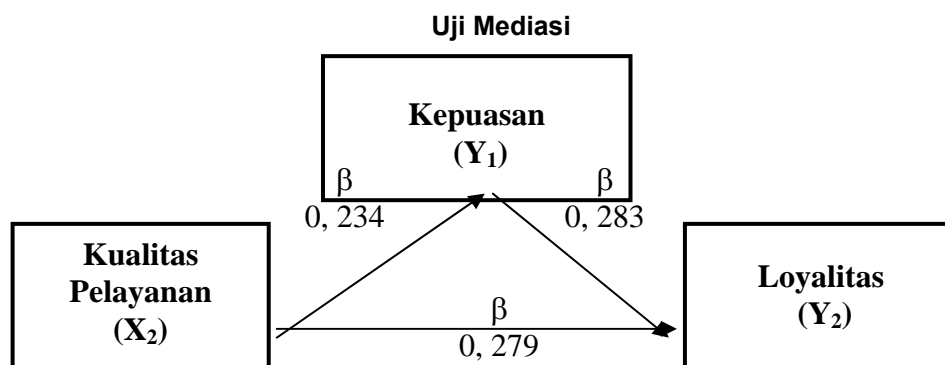 Uji Mediasi
Kepuasan
(Y₁)
β β
0, 234 0, 283
Kualitas
Pelayanan
(X₂)
Loyalitas
(Y₂)
β
0, 279